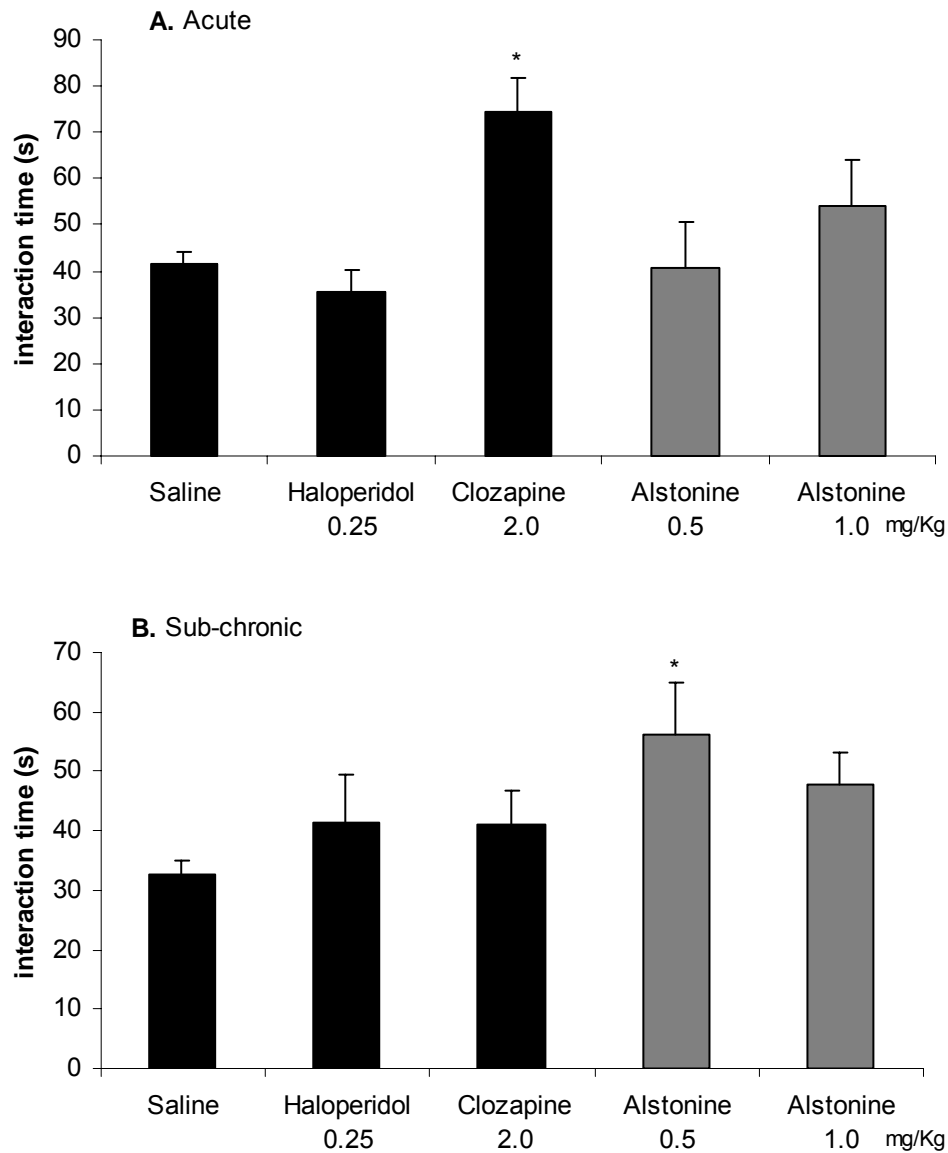 A. Acute
90
80
70
60
50
40
30
20
10
0
interaction time (s)
*
Saline Haloperidol Clozapine Alstonine Alstonine
0.25 2.0 0.5 1.0 mg/Kg
B. Sub-chronic
70
60
50
40
30
20
10
0
interaction time (s)
*
Saline Haloperidol Clozapine Alstonine Alstonine
0.25 2.0 0.5 1.0 mg/Kg